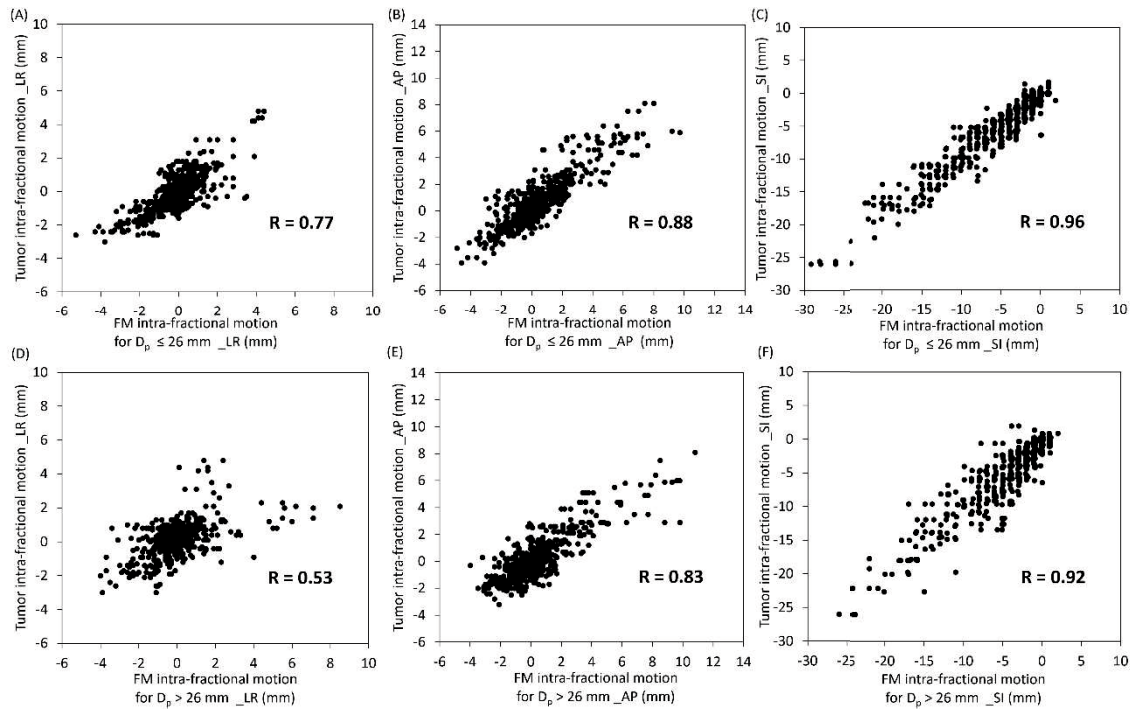 (A)
10
8
6
4
2
0
-2
-4
-6
Tumor intra-fractional motion _LR (mm)
R = 0.77
-6 -4 -2 0 2 4 6 8 10
FM intra-fractional motion
for Dp ≤ 26 mm _LR (mm)
(B)
14
12
10
8
6
4
2
0
-2
-4
-6
Tumor intra-fractional motion _AP (mm)
R = 0.88
-6 -4 -2 0 2 4 6 8 10 12 14
FM intra-fractional motion
for Dp ≤ 26 mm _AP (mm)
(C)
10
5
0
-5
-10
-15
-20
-25
-30
Tumor intra-fractional motion _SI (mm)
R = 0.96
-30 -25 -20 -15 -10 -5 0 5 10
FM intra-fractional motion
for Dp ≤ 26 mm _SI (mm)
(D)
10
8
6
4
2
0
-2
-4
-6
Tumor intra-fractional motion _LR (mm)
R = 0.53
-6 -4 -2 0 2 4 6 8 10
FM intra-fractional motion
for Dp > 26 mm _LR (mm)
(E)
14
12
10
8
6
4
2
0
-2
-4
-6
Tumor intra-fractional motion _AP (mm)
R = 0.83
-6 -4 -2 0 2 4 6 8 10 12 14
FM intra-fractional motion
for Dp > 26 mm _AP (mm)
(F)
10
5
0
-5
-10
-15
-20
-25
-30
Tumor intra-fractional motion _SI (mm)
R = 0.92
-30 -25 -20 -15 -10 -5 0 5 10
FM intra-fractional motion
for Dp > 26 mm _SI (mm)